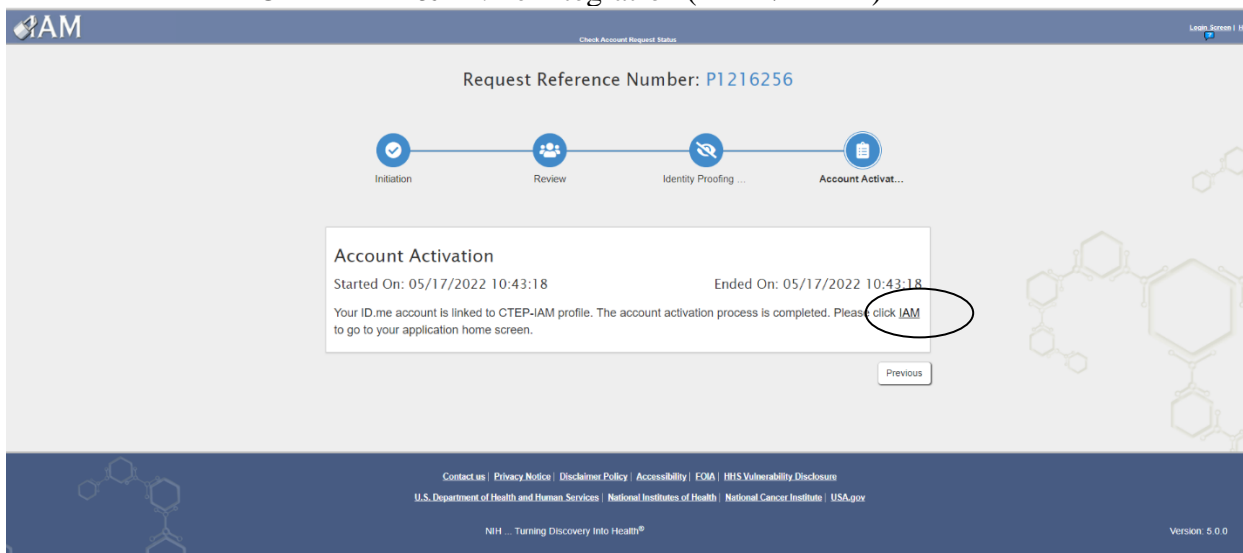 IAM
Check Account Request Status
Login Screen |
Request Reference Number: P1216256
Initiation
Review
Identity Proofing ...
Account Activat...
Account Activation
Started On: 05/17/2022 10:43:18
Ended On: 05/17/2022 10:43:18
Your ID.me account is linked to CTEP-IAM profile. The account activation process is completed. Please click IAM
to go to your application home screen.
Previous
Contact us | Privacy Notice | Disclaimer Policy | Accessibility | FOIA | HHS Vulnerability Disclosure
U.S. Department of Health and Human Services | National Institutes of Health | National Cancer Institute | USA.gov
NIH ... Turning Discovery Into Health®
Version: 5.0.0